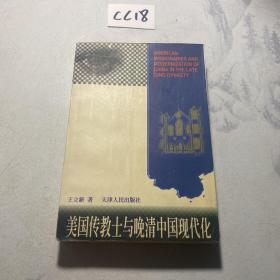 CC18
AMERICAN
MISSIONARIES AND
MODERNIZATION OF
CHINA IN THE LATE
QING DYNASTY
王立新 著 天津人民出版社
美国传教士与晚清中国现代化